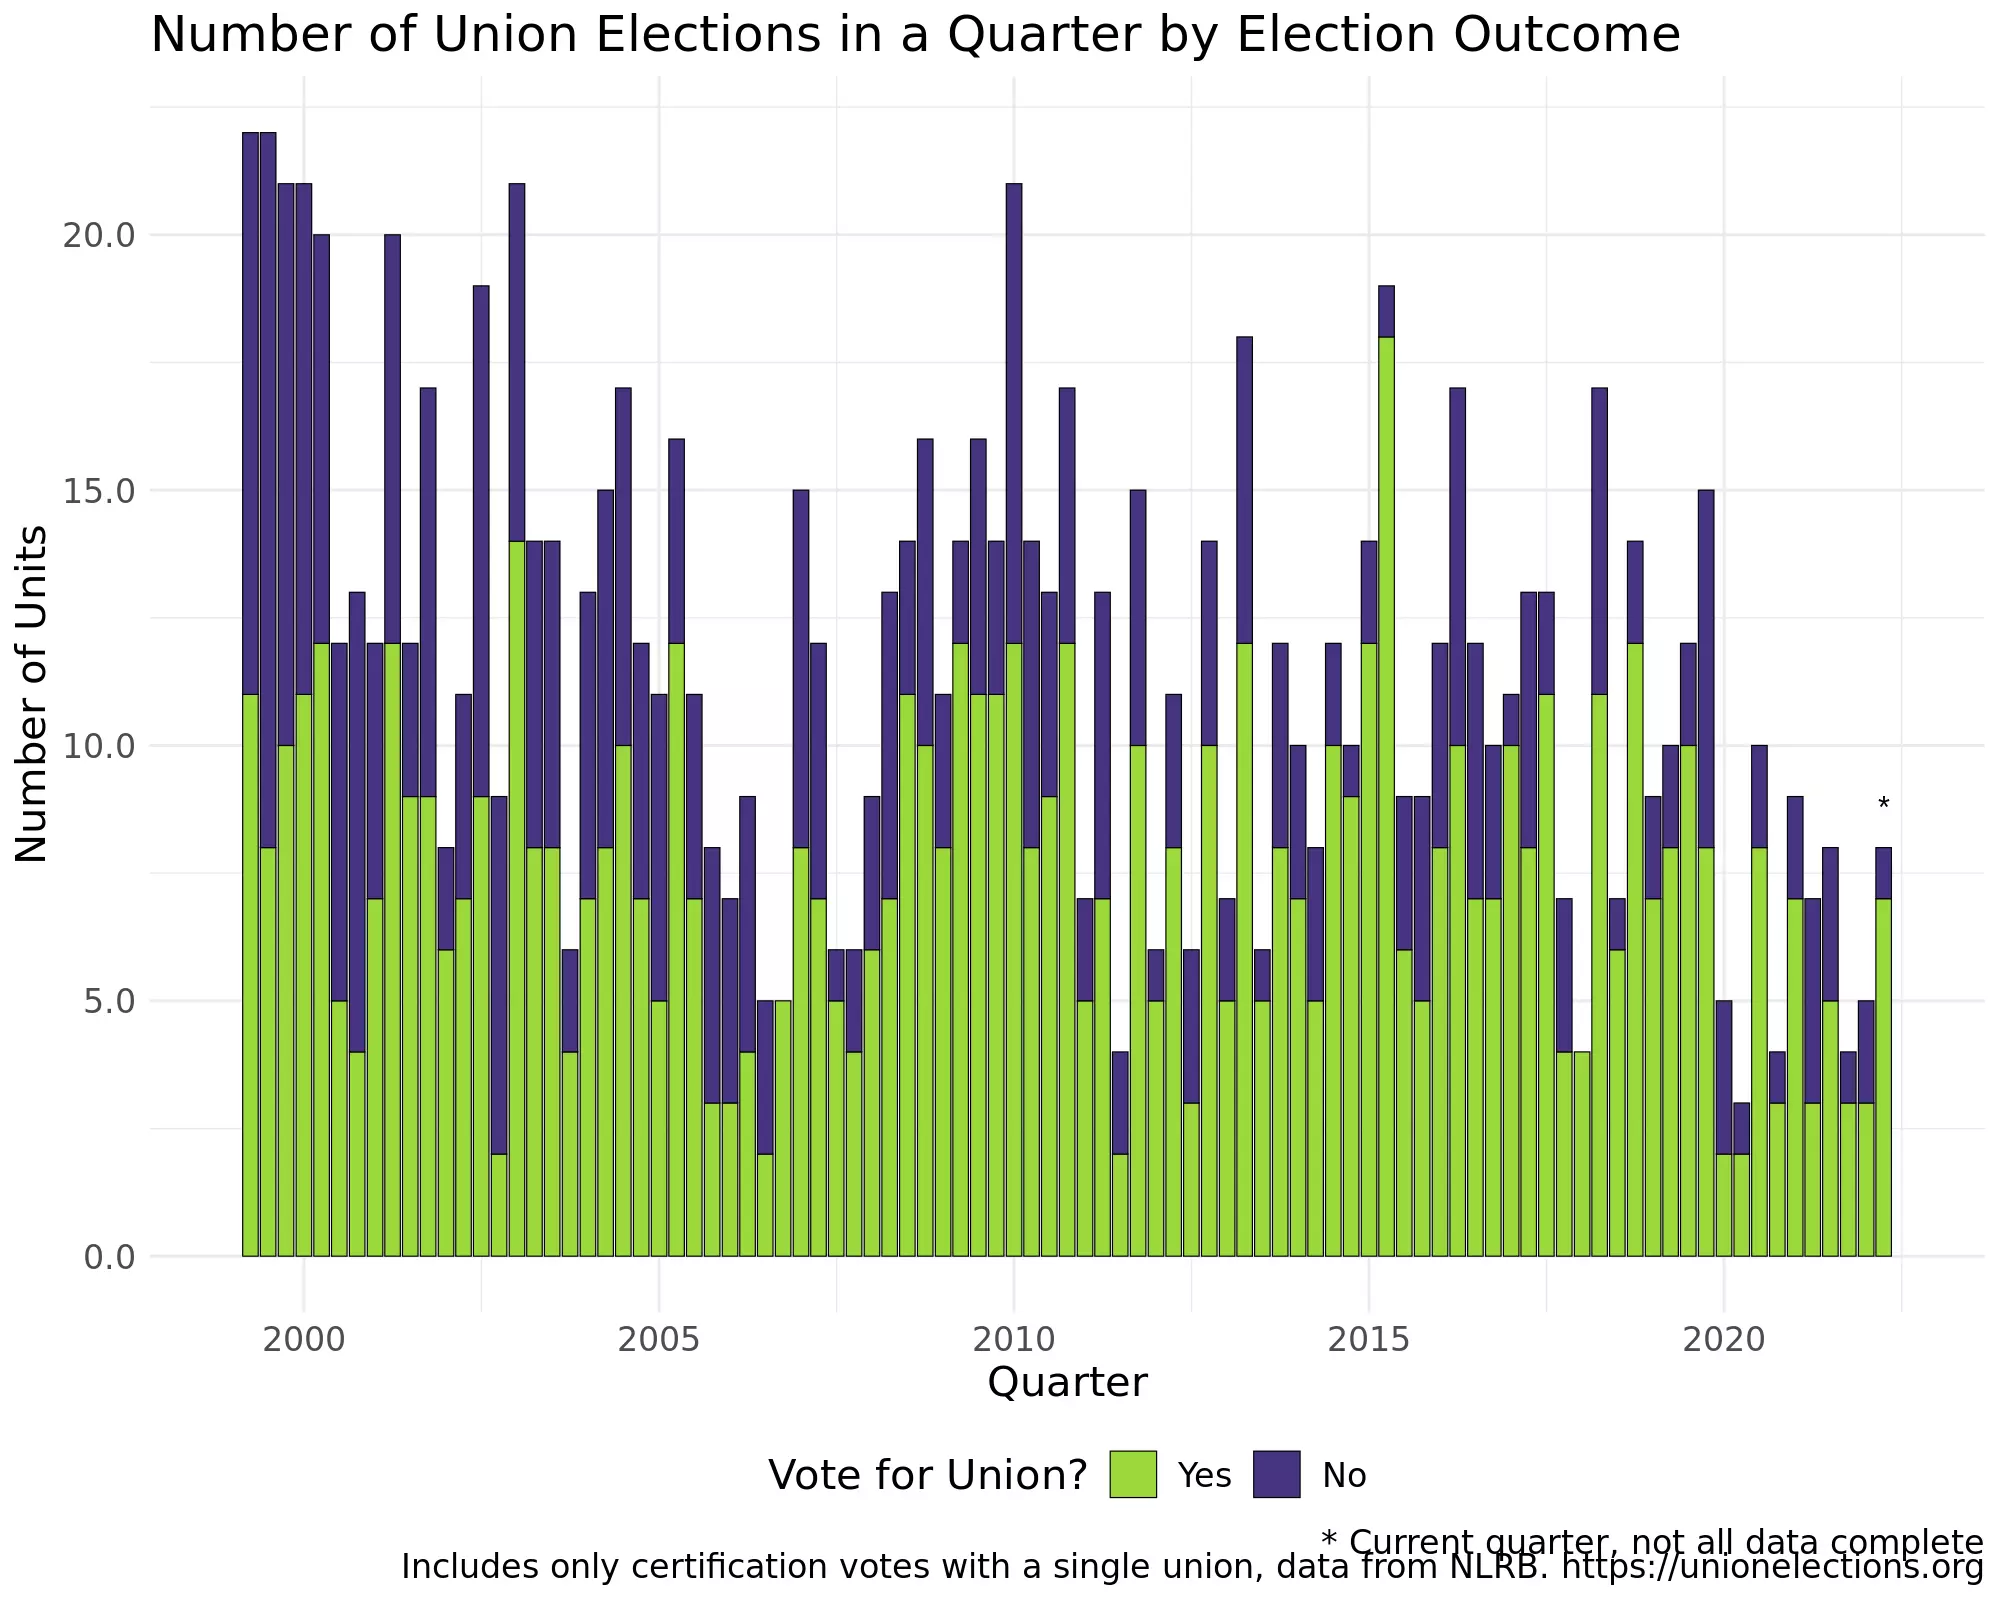 Number of Union Elections in a Quarter by Election Outcome
Number of Units
20.0
15.0
10.0
5.0
0.0
*
2000 2005 2010 2015 2020
Quarter
Vote for Union? Yes No
* Current quarter, not all data complete
Includes only certification votes with a single union, data from NLRB. https://unionelections.org